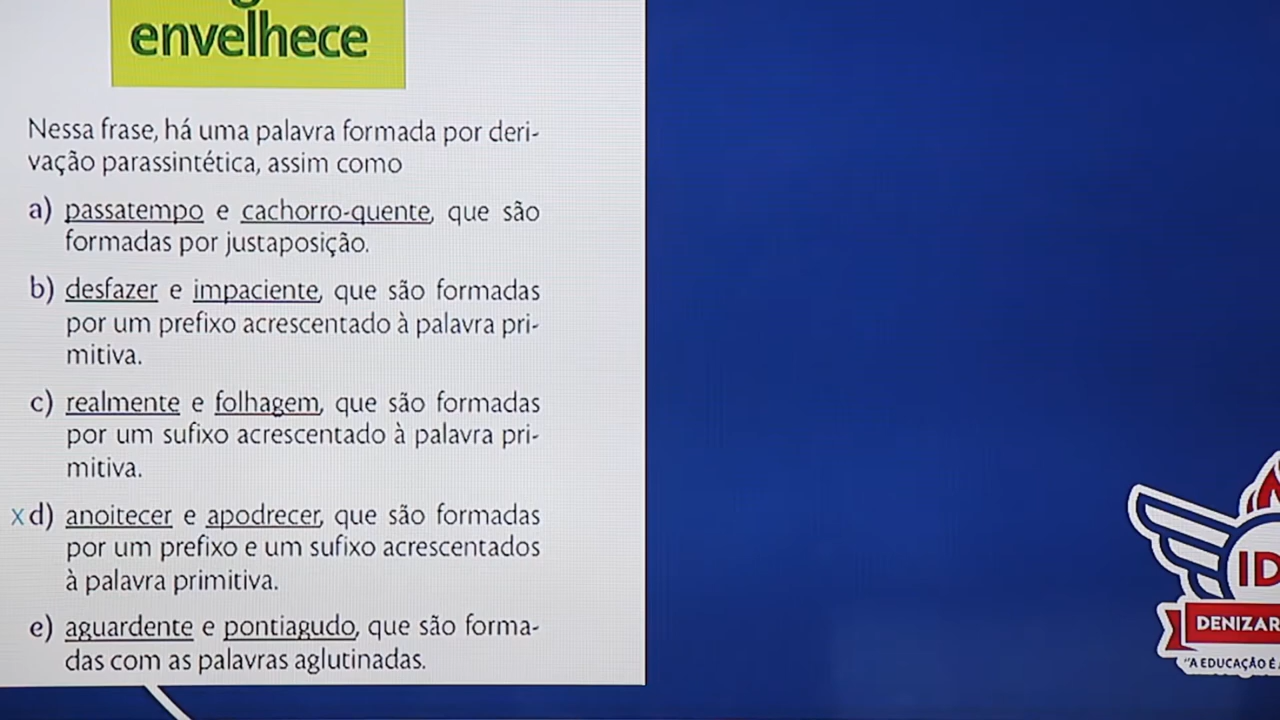 envelhece
Nessa frase, há uma palavra formada por deri-
vação parassintética, assim como
a) passatempo e cachorro-quente, que são
formadas por justaposição.
b) desfazer e impaciente, que são formadas
por um prefixo acrescentado à palavra pri-
mitiva.
c) realmente e folhagem, que são formadas
por um sufixo acrescentado à palavra pri-
mitiva.
x d) anoitecer e apodrecer, que são formadas
por um prefixo e um sufixo acrescentados
à palavra primitiva.
e) aguardente e pontiagudo, que são forma-
das com as palavras aglutinadas.
ID
DENIZAR
"A EDUCAÇÃO É